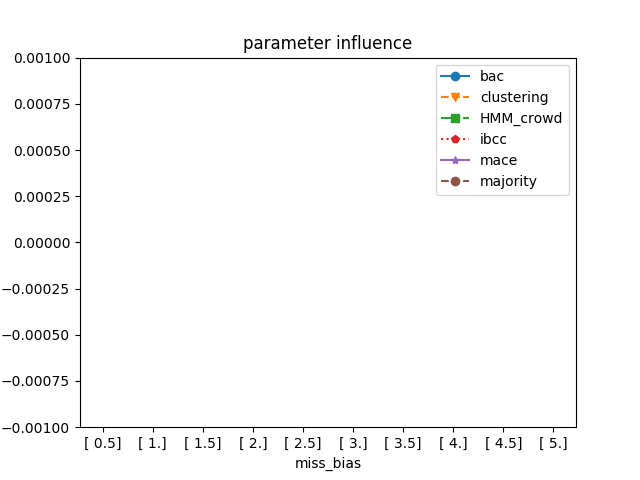 parameter influence
0.00100
0.00075
0.00050
0.00025
0.00000
−0.00025
−0.00050
−0.00075
−0.00100
bac
clustering
HMM_crowd
ibcc
mace
majority
[ 0.5] [ 1.] [ 1.5] [ 2.] [ 2.5] [ 3.] [ 3.5] [ 4.] [ 4.5] [ 5.]
miss_bias